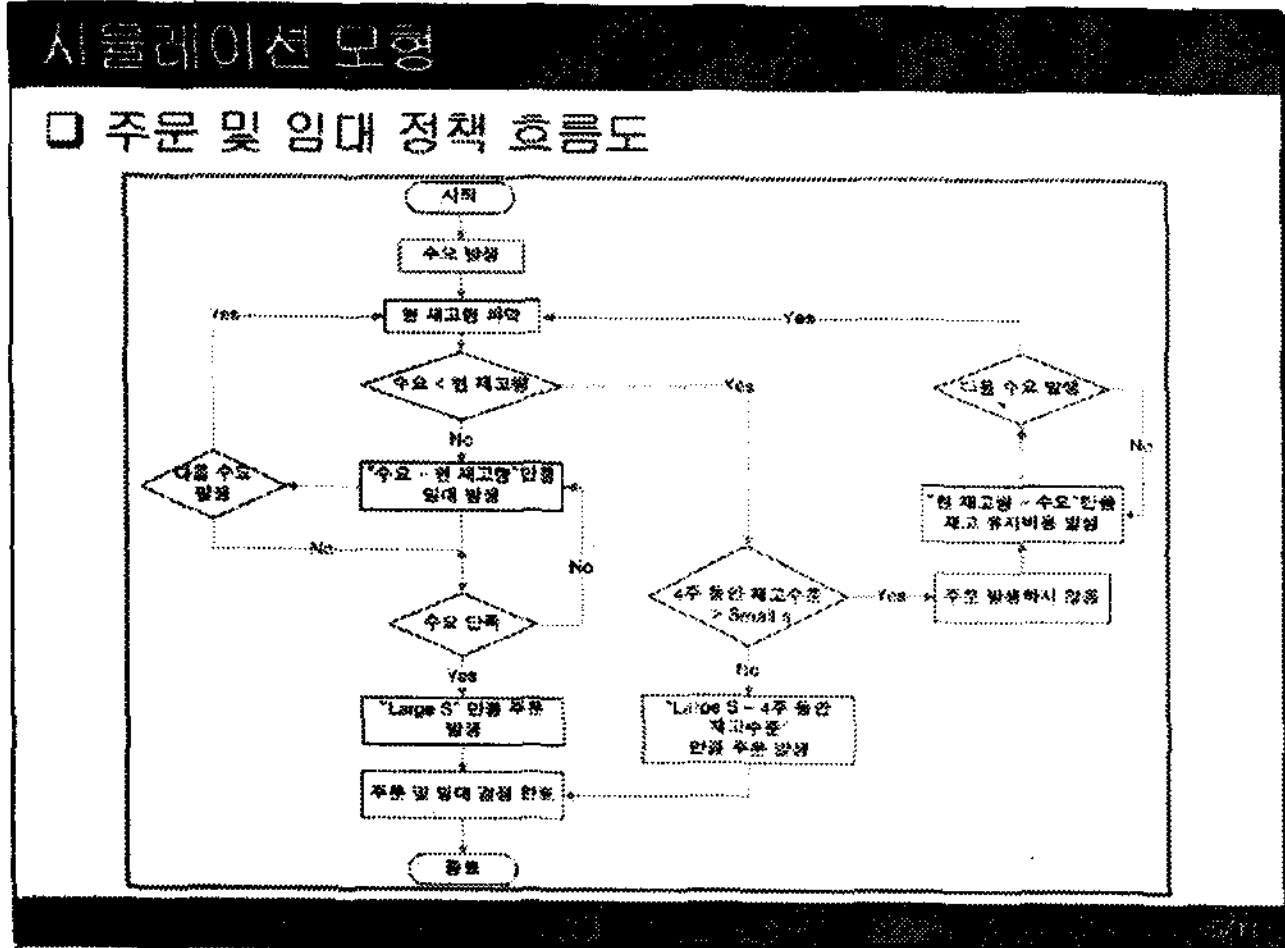 시뮬레이션 모형
주문 및 임대 정책 흐름도
시작
수요 발생
Yes
현 재고량 파악
Yes
수요 < 현 재고량
Yes
다음 수요 발생
No
No
다음 수요
발생
"수요 - 현 재고량"만큼
임대 발생
"현 재고량 - 수요"만큼
재고 유지비용 발생
No
No
4주 동안 재고수준
> Small s
Yes
주문 발생하지 않음
수요 만족
Yes
No
"Large S" 만큼 주문
발생
"Large S - 4주 동안
재고수준"
만큼 주문 발생
주문 및 임대 결정 완료
종료